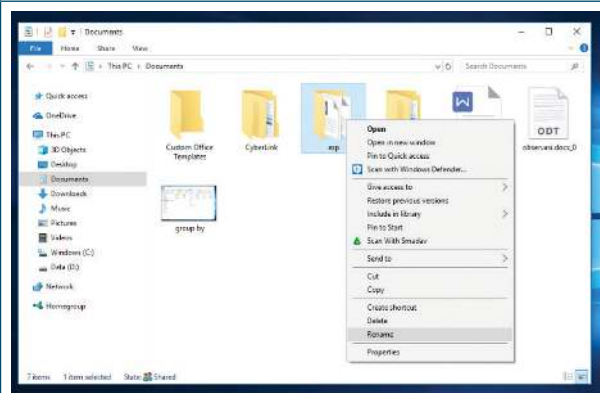 Documents
File Home Share View
This PC Documents
Search Documents
Quick access
OneDrive
This PC
3D Objects
Desktop
Documents
Downloads
Music
Pictures
Videos
Windows (C:)
Data (D:)
Network
Homegroup
Custom Office
Templates
CyberLink
group by
ODT
Open
Open in new window
Pin to Quick access
Scan with Windows Defender...
Give access to
Restore previous versions
Include in library
Pin to Start
Scan With Smadav
Send to
Cut
Copy
Create shortcut
Delete
Rename
Properties
7 items 1 item selected State: Shared